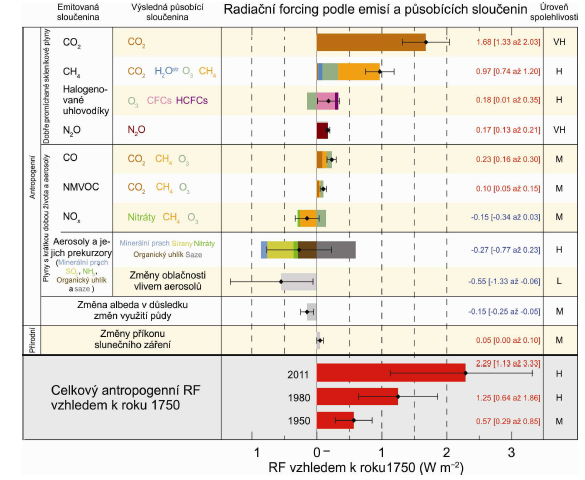 Emitovaná
sloučenina
Výsledná působící
sloučenina
Radiační forcing podle emisí a působících sloučenin
Úroveň
spolehlivosti
Antropogenní
Dobře promíchané skleníkové plyny
CO₂ CO₂ 1.68 [1.33 až 2.03] VH
CH₄ CO₂ H₂Oˢᵗʳ O₃ CH₄ 0.97 [0.74 až 1.20] H
Halogeno-
vané
uhlovodíky
O₃ CFCs HCFCs 0.18 [0.01 až 0.35] H
N₂O N₂O 0.17 [0.13 až 0.21] VH
Plyny s krátkou dobou života a aerosoly
CO CO₂ CH₄ O₃ 0.23 [0.16 až 0.30] M
NMVOC CO₂ CH₄ O₃ 0.10 [0.05 až 0.15] M
NOₓ Nitráty CH₄ O₃ -0.15 [-0.34 až 0.03] M
Aerosoly a je-
jich prekurzory
(Minerální prach
SO₂, NH₃,
Organický uhlík
a saze)
Minerální prach Sírany Nitráty
Organický uhlík Saze
-0.27 [-0.77 až 0.23] H
Změny oblačnosti
vlivem aerosolů
-0.55 [-1.33 až -0.06] L
Změna albeda v důsledku
změn využití půdy
-0.15 [-0.25 až -0.05] M
Přírodní
Změny příkonu
slunečního záření
0.05 [0.00 až 0.10] M
Celkový antropogenní RF
vzhledem k roku 1750
2011 2.29 [1.13 až 3.33] H
1980 1.25 [0.64 až 1.86] H
1950 0.57 [0.29 až 0.85] M
1 0 – 1 2 3
RF vzhledem k roku1750 (W m⁻²)